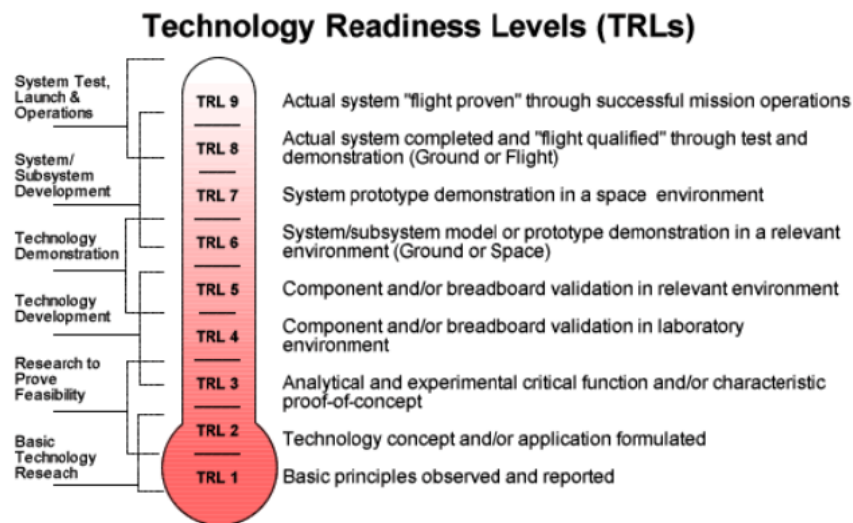 Technology Readiness Levels (TRLs)
System Test,
Launch &
Operations
System/
Subsystem
Development
Technology
Demonstration
Technology
Development
Research to
Prove
Feasibility
Basic
Technology
Reseach
TRL 9
Actual system "flight proven" through successful mission operations
TRL 8
Actual system completed and "flight qualified" through test and
demonstration (Ground or Flight)
TRL 7
System prototype demonstration in a space environment
TRL 6
System/subsystem model or prototype demonstration in a relevant
environment (Ground or Space)
TRL 5
Component and/or breadboard validation in relevant environment
TRL 4
Component and/or breadboard validation in laboratory
environment
TRL 3
Analytical and experimental critical function and/or characteristic
proof-of-concept
TRL 2
Technology concept and/or application formulated
TRL 1
Basic principles observed and reported